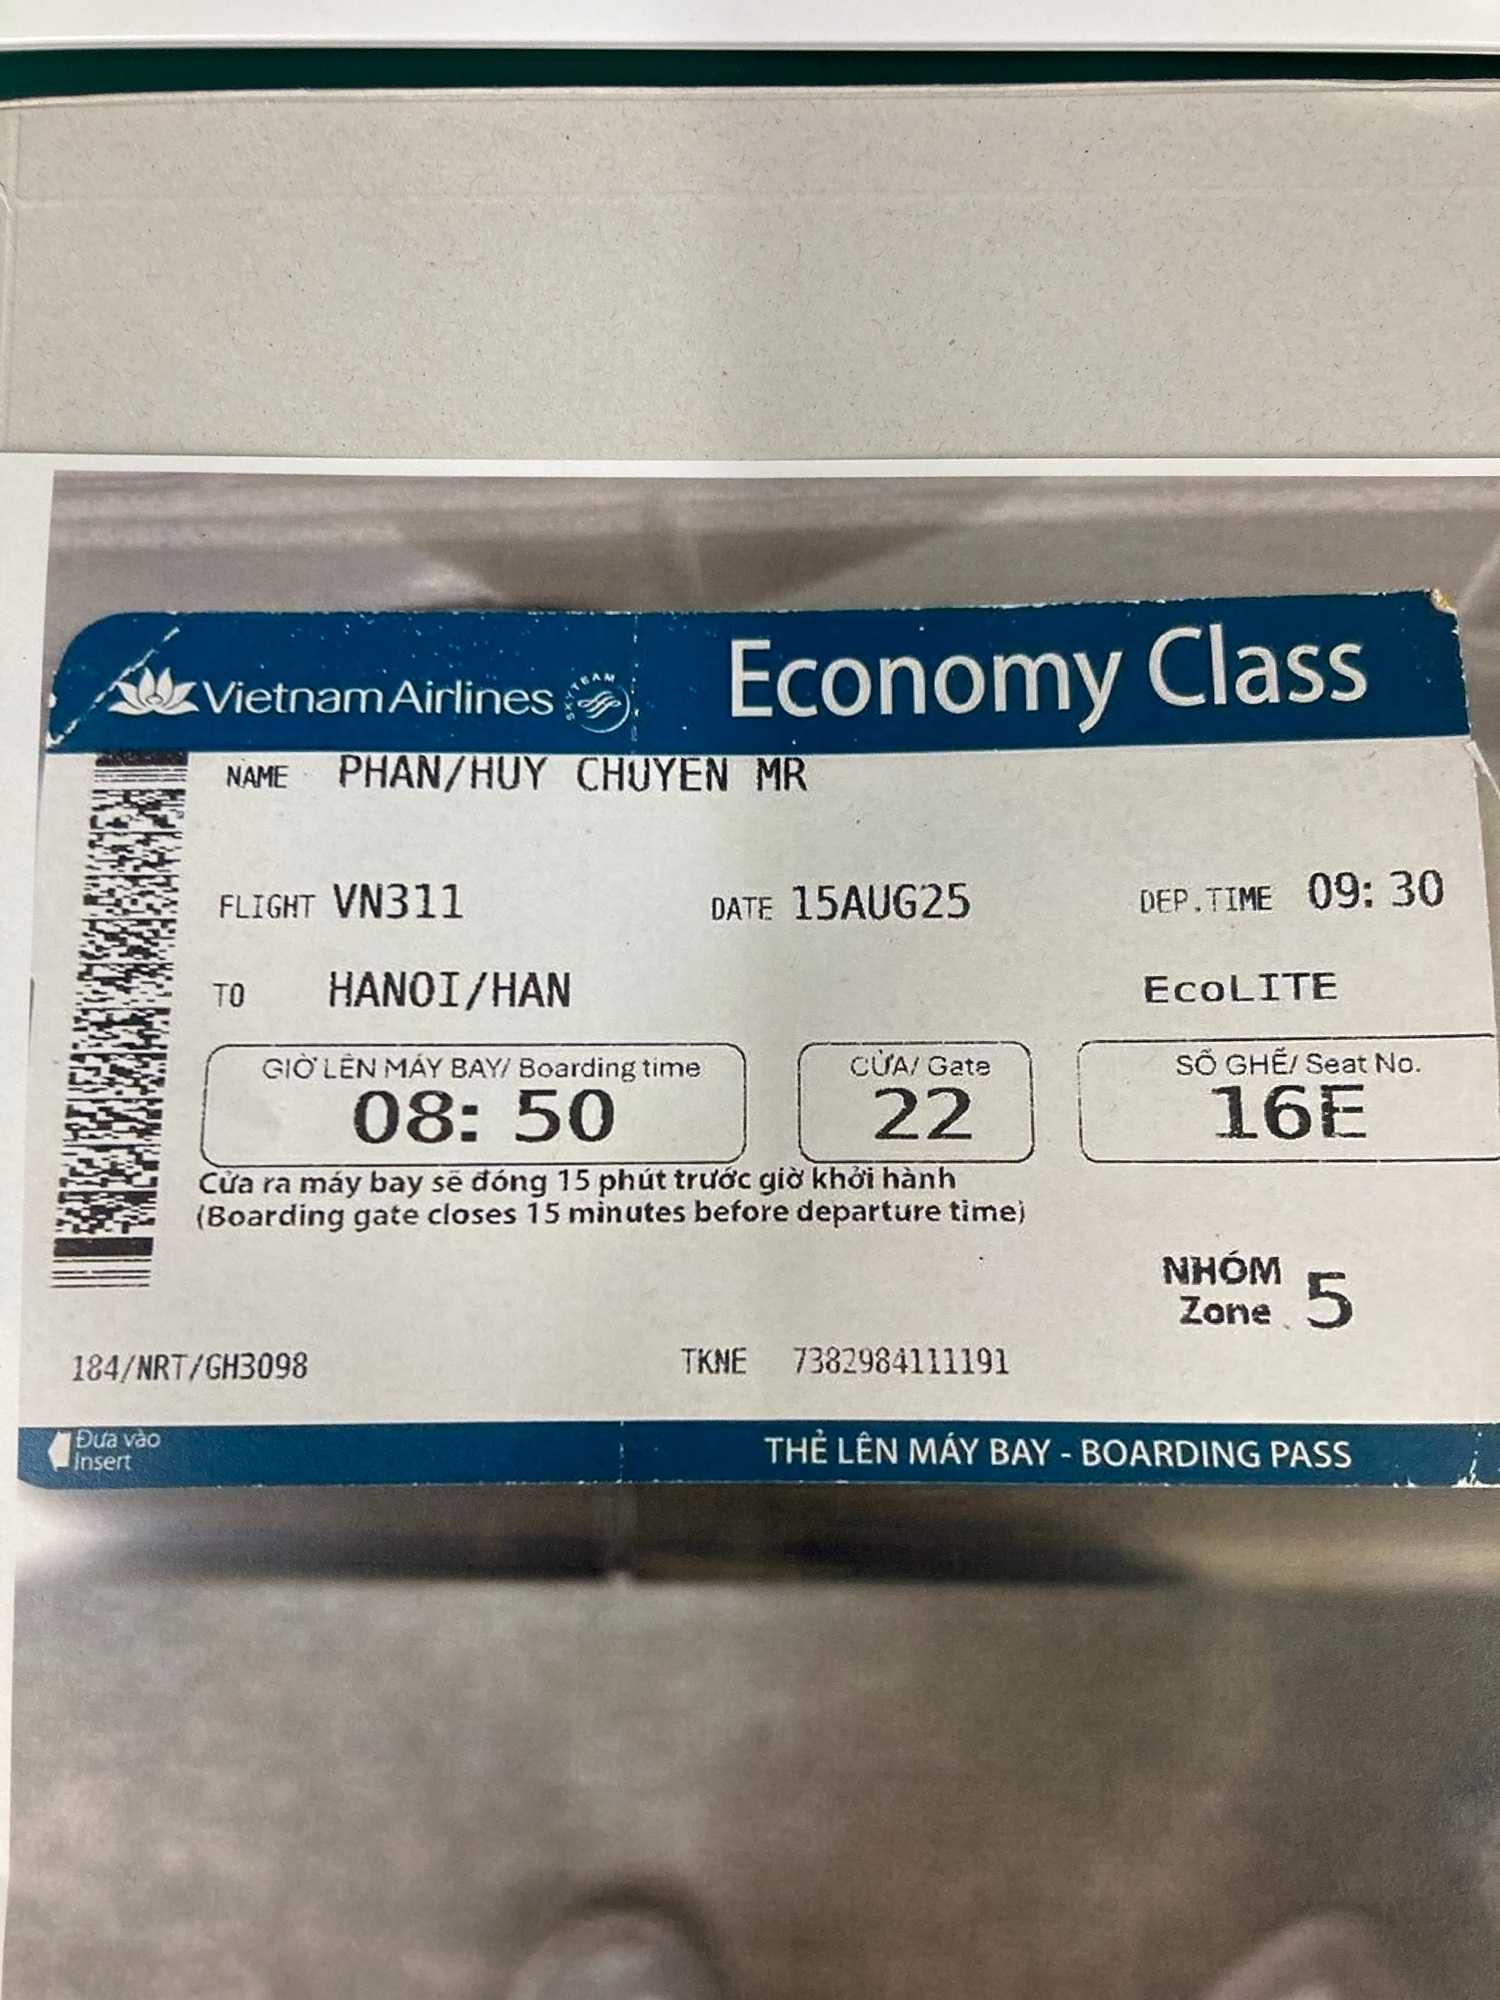 VietnamAirlines SKYTEAM Economy Class
NAME PHAN/HUY CHUYEN MR
FLIGHT VN311 DATE 15AUG25 DEP.TIME 09:30
TO HANOI/HAN EcoLITE
GIỜ LÊN MÁY BAY/ Boarding time CỬA/ Gate SỐ GHẾ/ Seat No.
08:50 22 16E
Cửa ra máy bay sẽ đóng 15 phút trước giờ khởi hành
(Boarding gate closes 15 minutes before departure time)
NHÓM
Zone 5
184/NRT/GH3098 TKNE 7382984111191
Đưa vào
Insert
THẺ LÊN MÁY BAY - BOARDING PASS